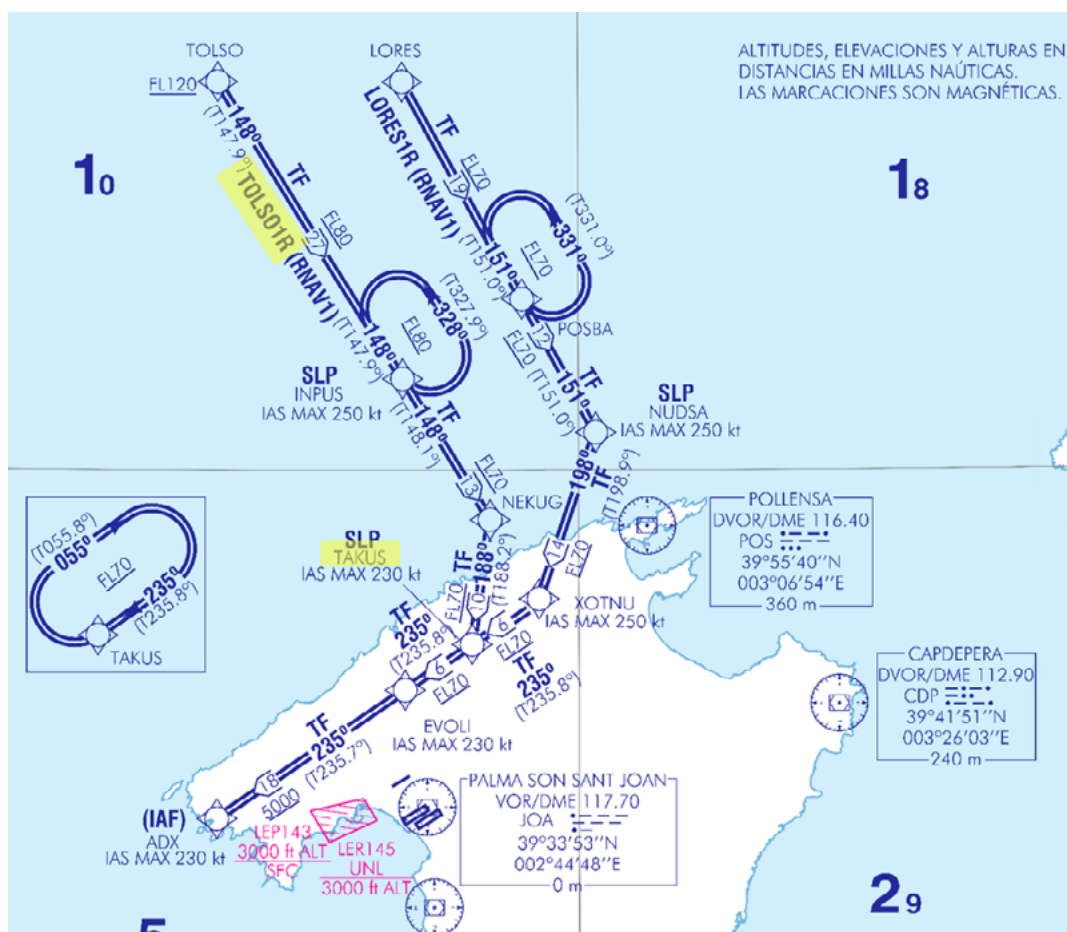 TOLSO
LORES
ALTITUDES, ELEVACIONES Y ALTURAS EN
DISTANCIAS EN MILLAS NAÚTICAS.
LAS MARCACIONES SON MAGNÉTICAS.
FL120
148°
(T147.9°)
TF
TOLSO1R (RNAV1)
27
FL80
148°
(T147.9°)
10
LORES1R (RNAV1)
TF
19
FL70
151°
(T151.0°)
18
FL70
331°
(T331.0°)
POSBA
FL80
328°
(T327.9°)
SLP
INPUS
IAS MAX 250 kt
12
FL70
TF
151°
(T151.0°)
SLP
NUDSA
IAS MAX 250 kt
TF
148°
(T148.1°)
13
FL70
NEKUG
198°
TF
(T198.9°)
14
FL70
POLLENSA
DVOR/DME 116.40
POS
39°55'40''N
003°06'54''E
360 m
(T055.8°)
055°
FL70
235°
(T235.8°)
TAKUS
SLP
TAKUS
IAS MAX 230 kt
TF
188°
(T188.2°)
10
FL70
XOTNU
IAS MAX 250 kt
6
FL70
TF
235°
(T235.8°)
TF
235°
(T235.8°)
6
FL70
EVOLI
IAS MAX 230 kt
CAPDEPERA
DVOR/DME 112.90
CDP
39°41'51''N
003°26'03''E
240 m
TF
235°
(T235.7°)
18
5000
(IAF)
ADX
IAS MAX 230 kt
PALMA SON SANT JOAN
VOR/DME 117.70
JOA
39°33'53''N
002°44'48''E
0 m
LEP143
3000 ft ALT
SFC
LER145
UNL
3000 ft ALT
29